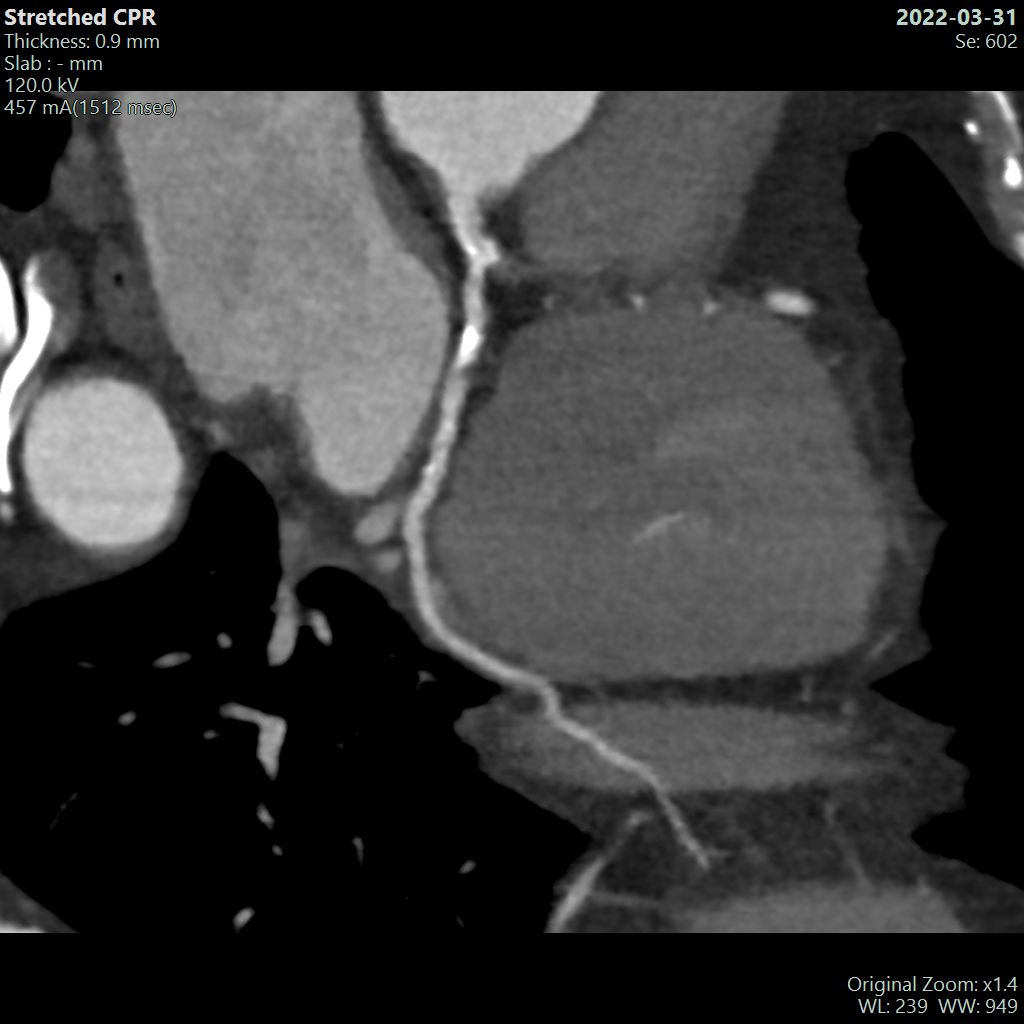 Stretched CPR
Thickness: 0.9 mm
Slab : - mm
120.0 kV
457 mA(1512 msec)
2022-03-31
Se: 602
Original Zoom: x1.4
WL: 239 WW: 949